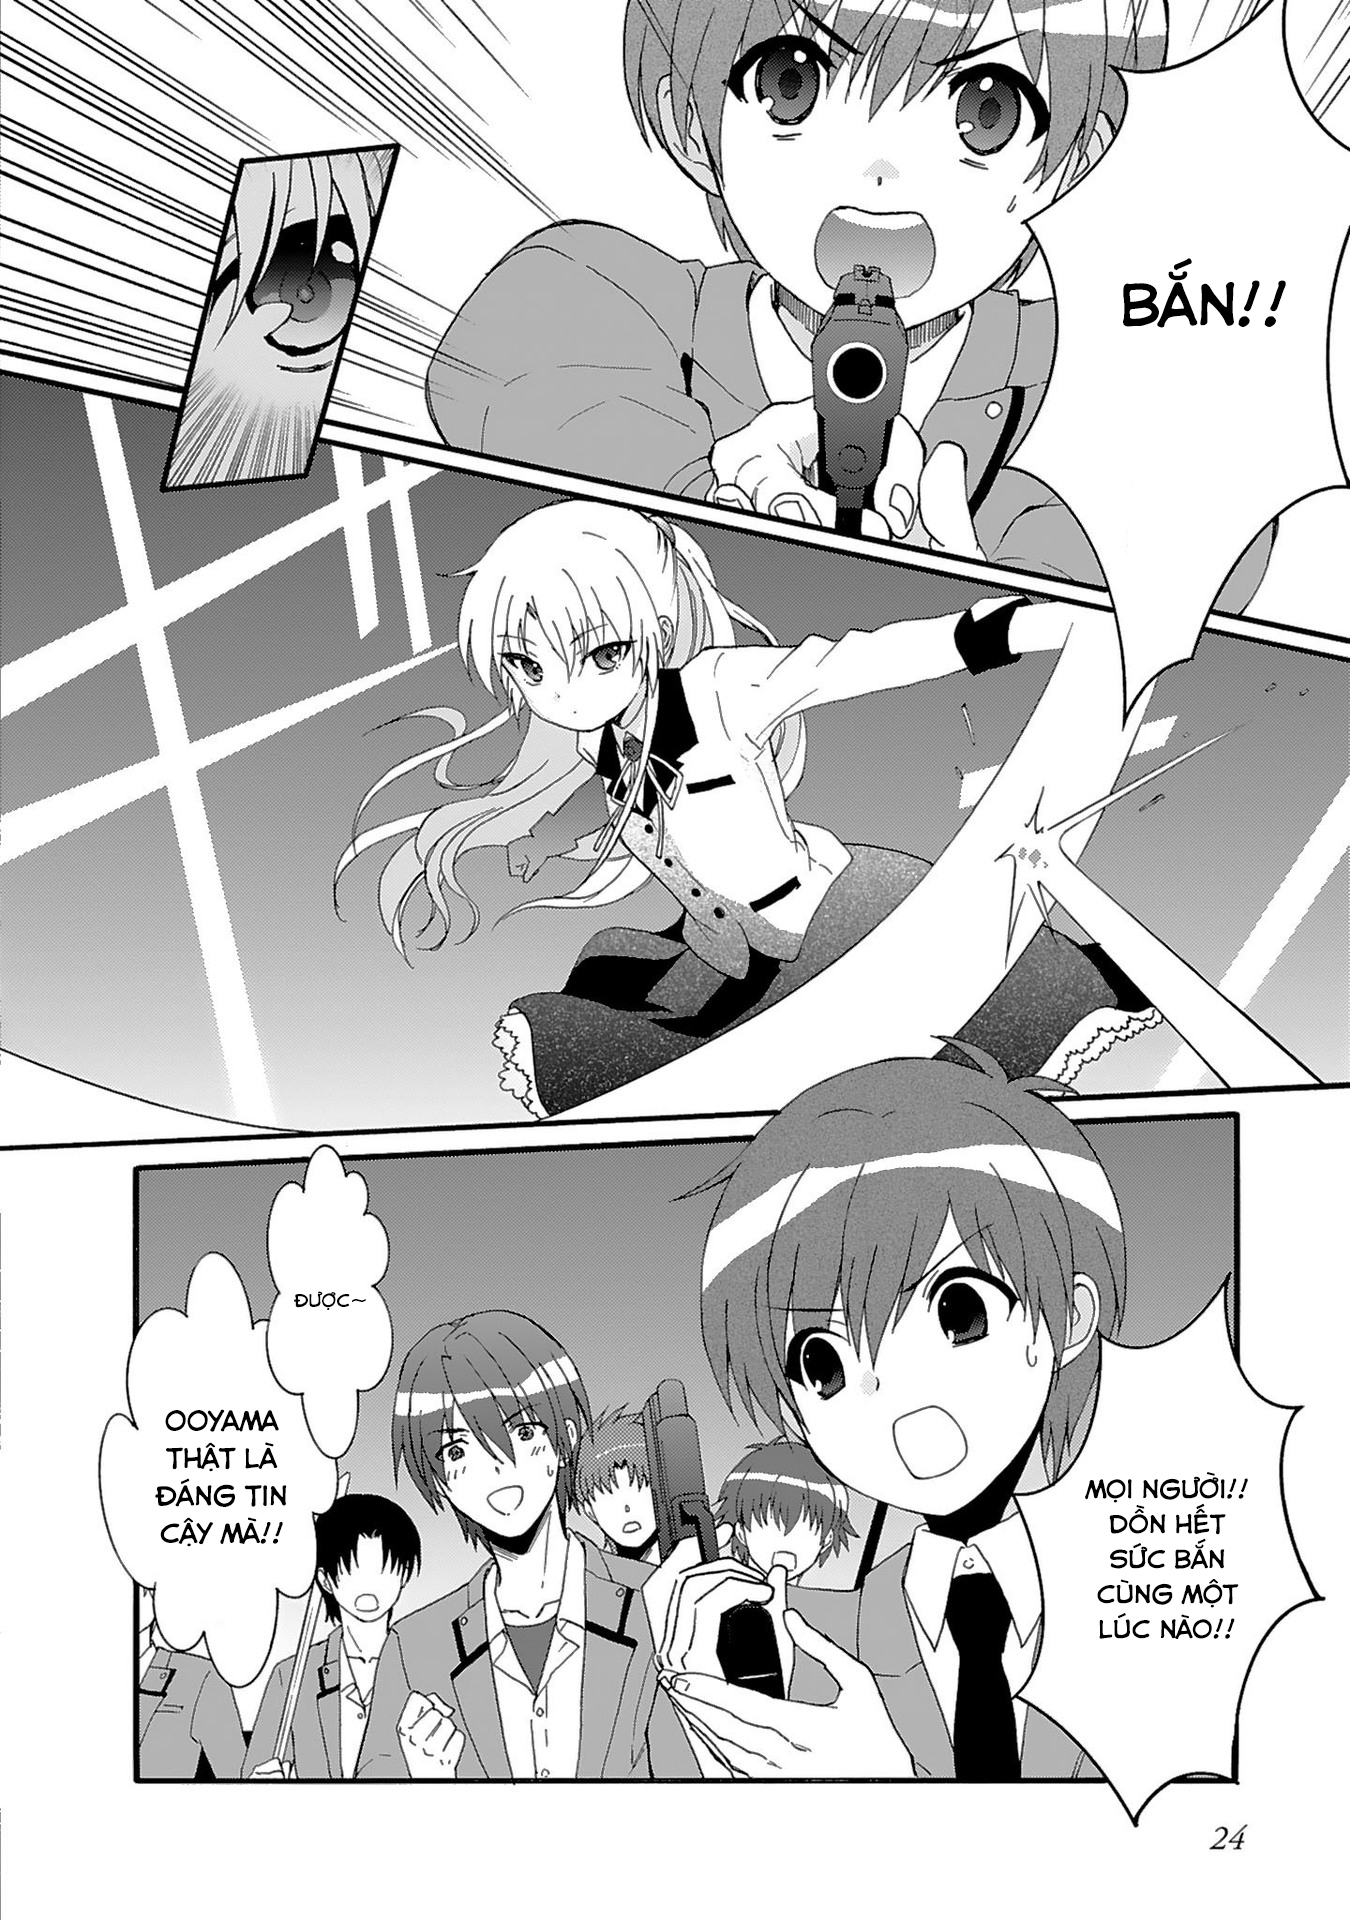 BẮN!!
MỌI NGƯỜI!!
DỒN HẾT
SỨC BẮN
CÙNG MỘT
LÚC NÀO!!
ĐƯỢC~
OOYAMA
THẬT LÀ
ĐÁNG TIN
CẬY MÀ!!
24